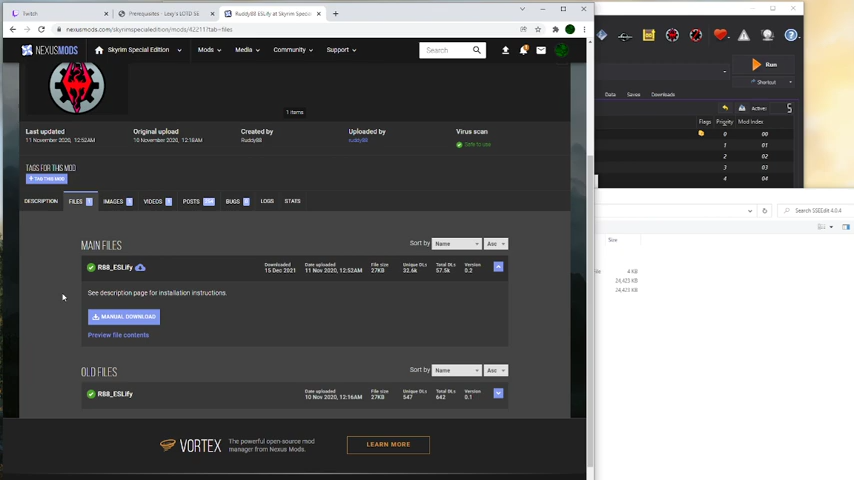 Twitch
Prerequisites - Lexy's LOTD SE
Ruddy88 ESLify at Skyrim Specia
nexusmods.com/skyrimspecialedition/mods/42211?tab=files
NEXUSMODS
Skyrim Special Edition
Mods
Media
Community
Support
Search
1 items
Last updated
11 November 2020, 12:52AM
Original upload
10 November 2020, 12:16AM
Created by
Ruddy88
Uploaded by
ruddy88
Virus scan
Safe to use
TAGS FOR THIS MOD
+ TAG THIS MOD
DESCRIPTION
FILES
IMAGES
VIDEOS
POSTS
BUGS
LOGS
STATS
MAIN FILES
Sort by
Name
Asc
R88_ESLify
Downloaded
15 Dec 2021
Date uploaded
11 Nov 2020, 12:52AM
File size
27KB
Unique DLs
32.6k
Total DLs
57.5k
Version
0.2
See description page for installation instructions.
MANUAL DOWNLOAD
Preview file contents
OLD FILES
Sort by
Name
Asc
R88_ESLify
Date uploaded
10 Nov 2020, 12:16AM
File size
27KB
Unique DLs
547
Total DLs
642
Version
0.1
VORTEX
The powerful open-source mod
manager from Nexus Mods.
LEARN MORE
Run
Shortcut
Data
Saves
Downloads
Active:
5
Flags
Priority
Mod Index
0
00
1
01
2
02
3
03
4
04
Search SSEEdit 4.0.4
Size
4 KB
24,423 KB
24,423 KB